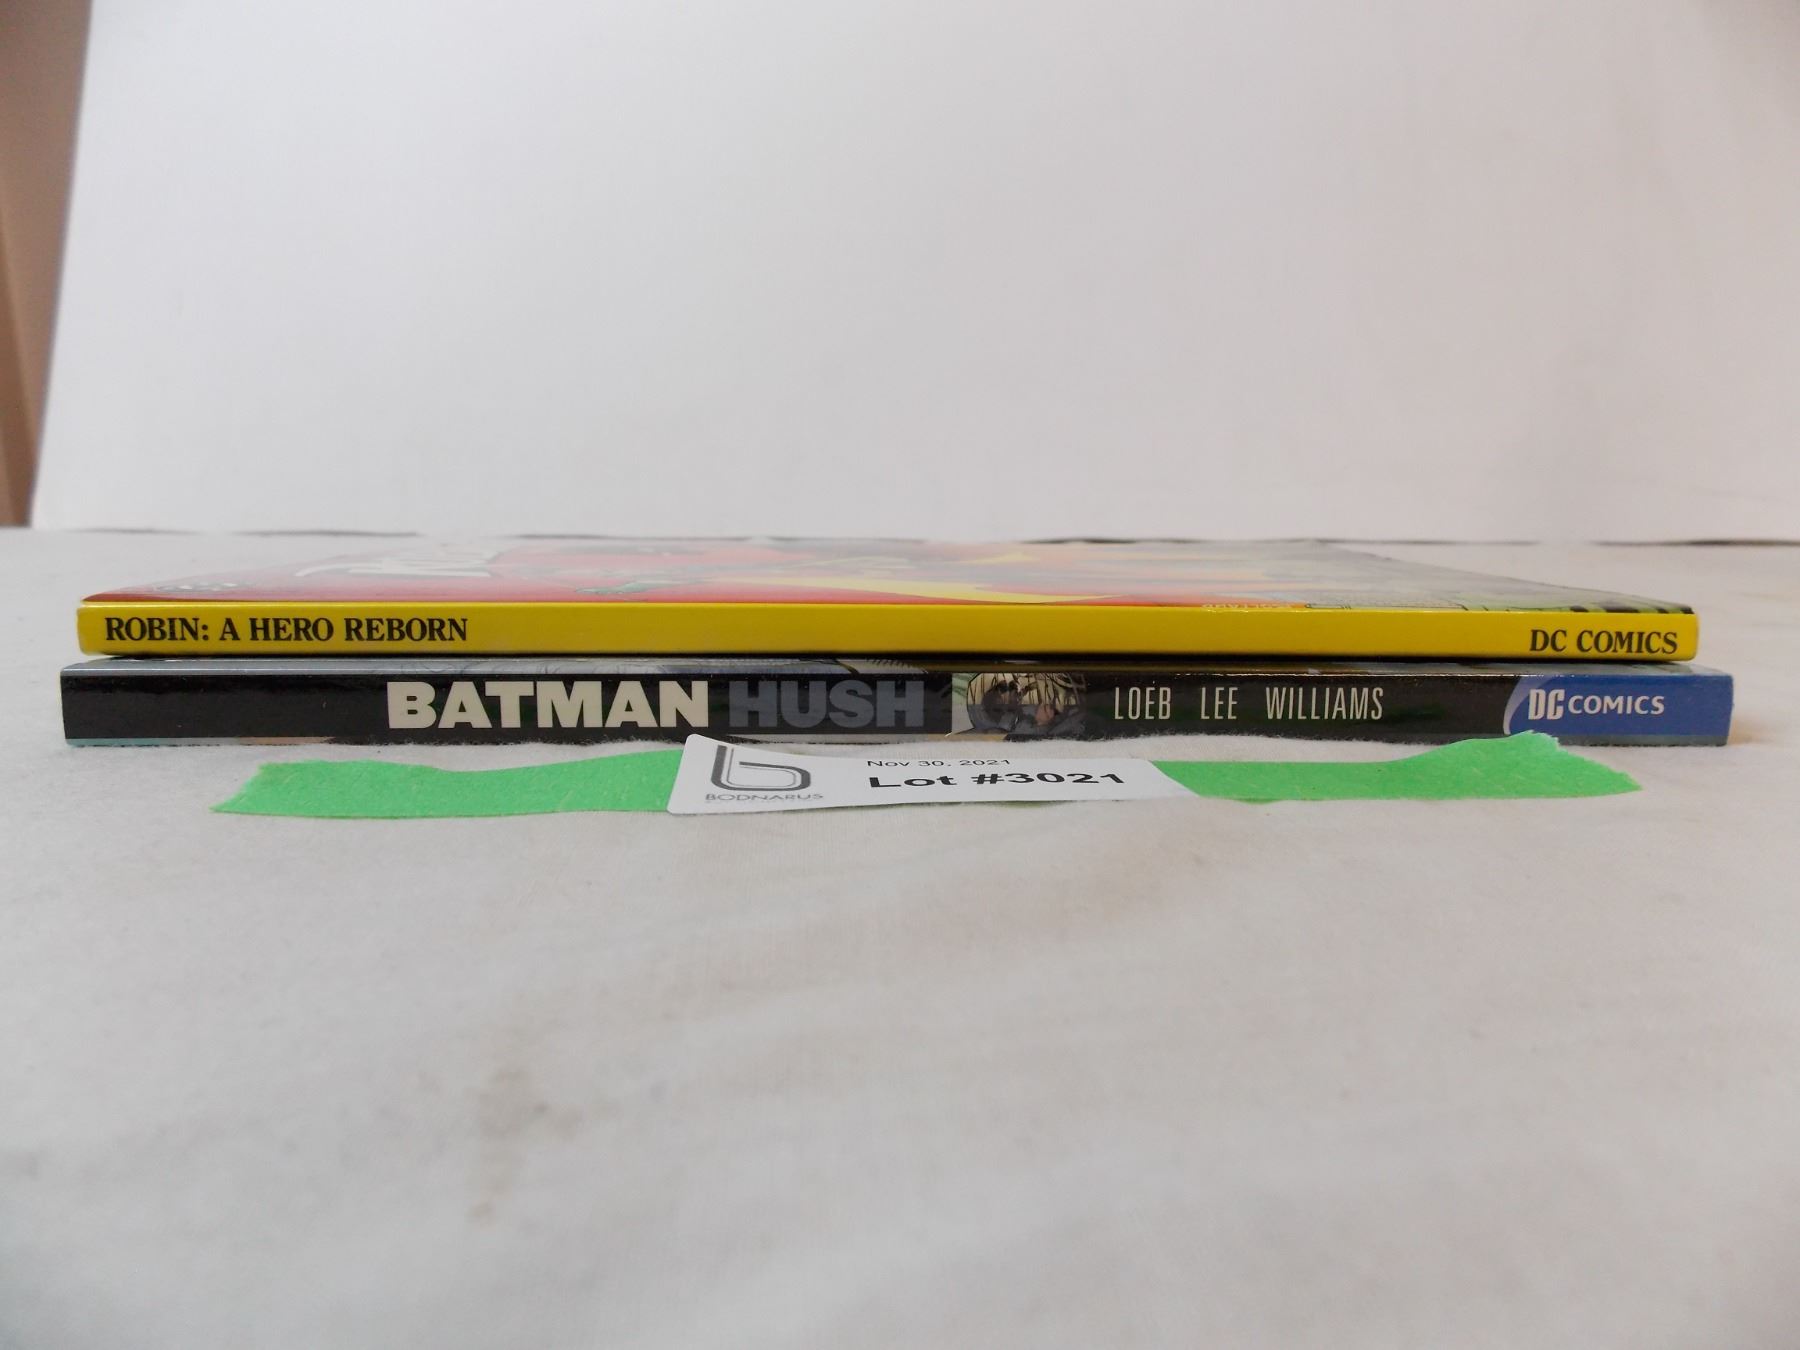 ROBIN: A HERO REBORN DC COMICS
BATMAN HUSH LOEB LEE WILLIAMS DC COMICS
Nov 30, 2021
Lot #3021
BODNARUS